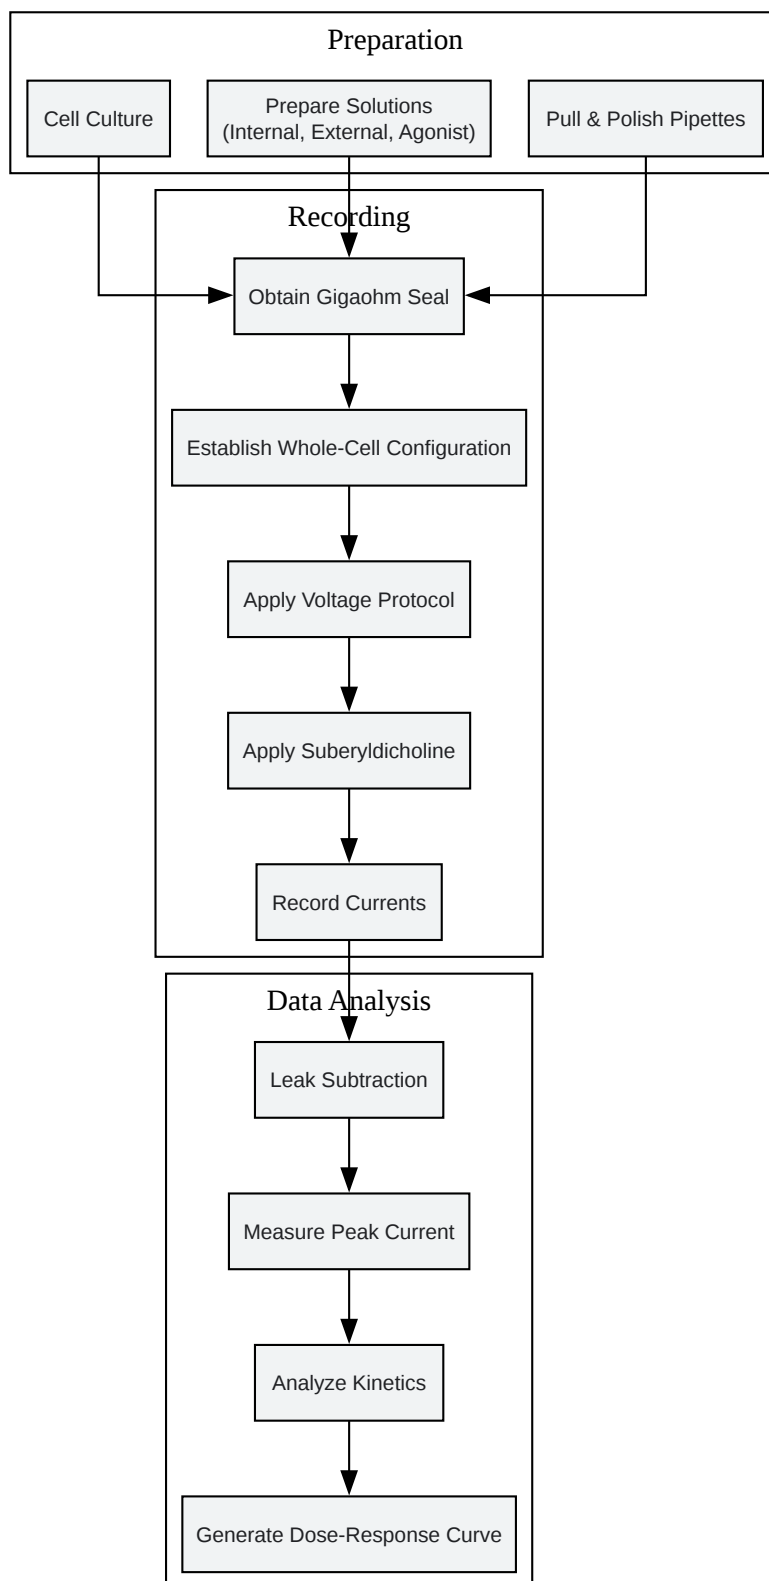 Preparation
Cell Culture
Prepare Solutions
(Internal, External, Agonist)
Pull & Polish Pipettes
Recording
Obtain Gigaohm Seal
Establish Whole-Cell Configuration
Apply Voltage Protocol
Apply Suberyldicholine
Record Currents
Data Analysis
Leak Subtraction
Measure Peak Current
Analyze Kinetics
Generate Dose-Response Curve